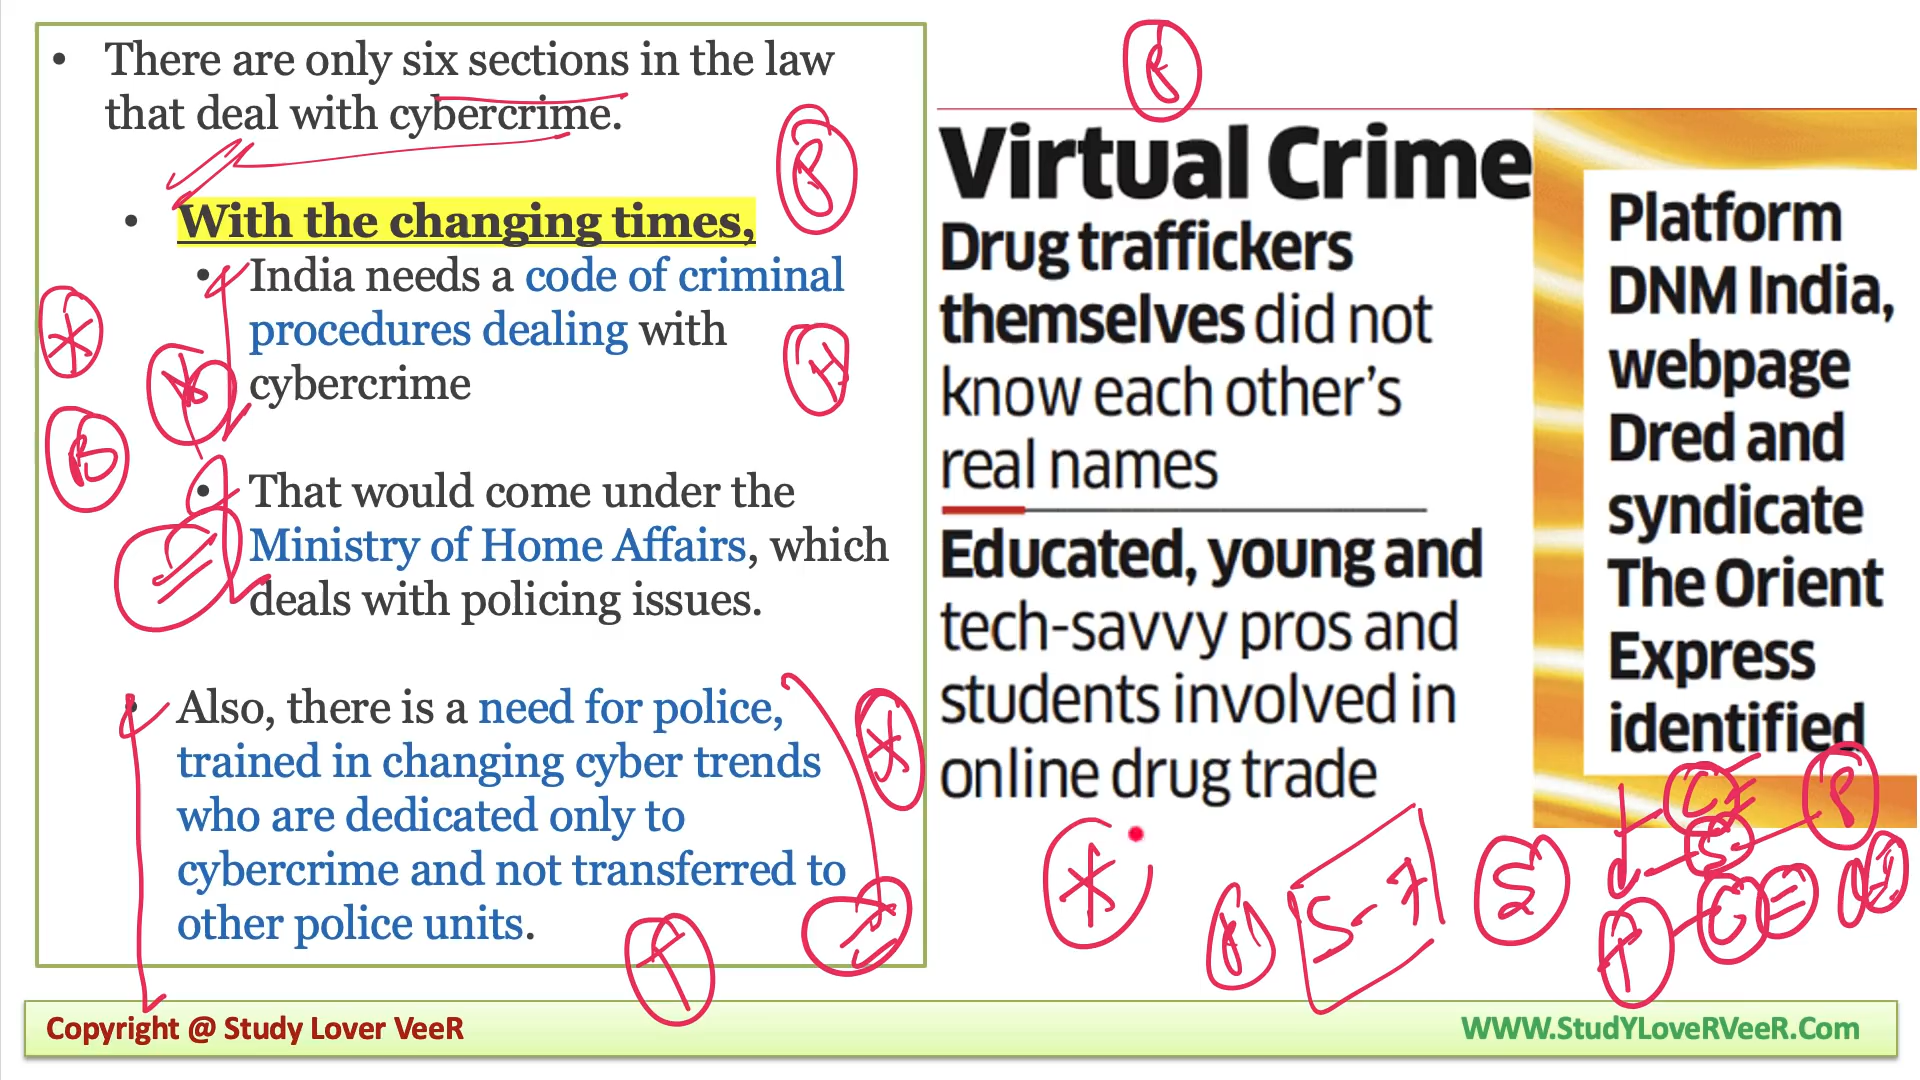 • There are only six sections in the law
that deal with cybercrime.
• With the changing times,
• India needs a code of criminal
procedures dealing with
cybercrime
• That would come under the
Ministry of Home Affairs, which
deals with policing issues.
• Also, there is a need for police,
trained in changing cyber trends
who are dedicated only to
cybercrime and not transferred to
other police units.
Virtual Crime
Drug traffickers
themselves did not
know each other's
real names
Educated, young and
tech-savvy pros and
students involved in
online drug trade
Platform
DNM India,
webpage
Dred and
syndicate
The Orient
Express
identified
Copyright @ Study Lover VeeR
WWW.StudYLoveRVeeR.Com